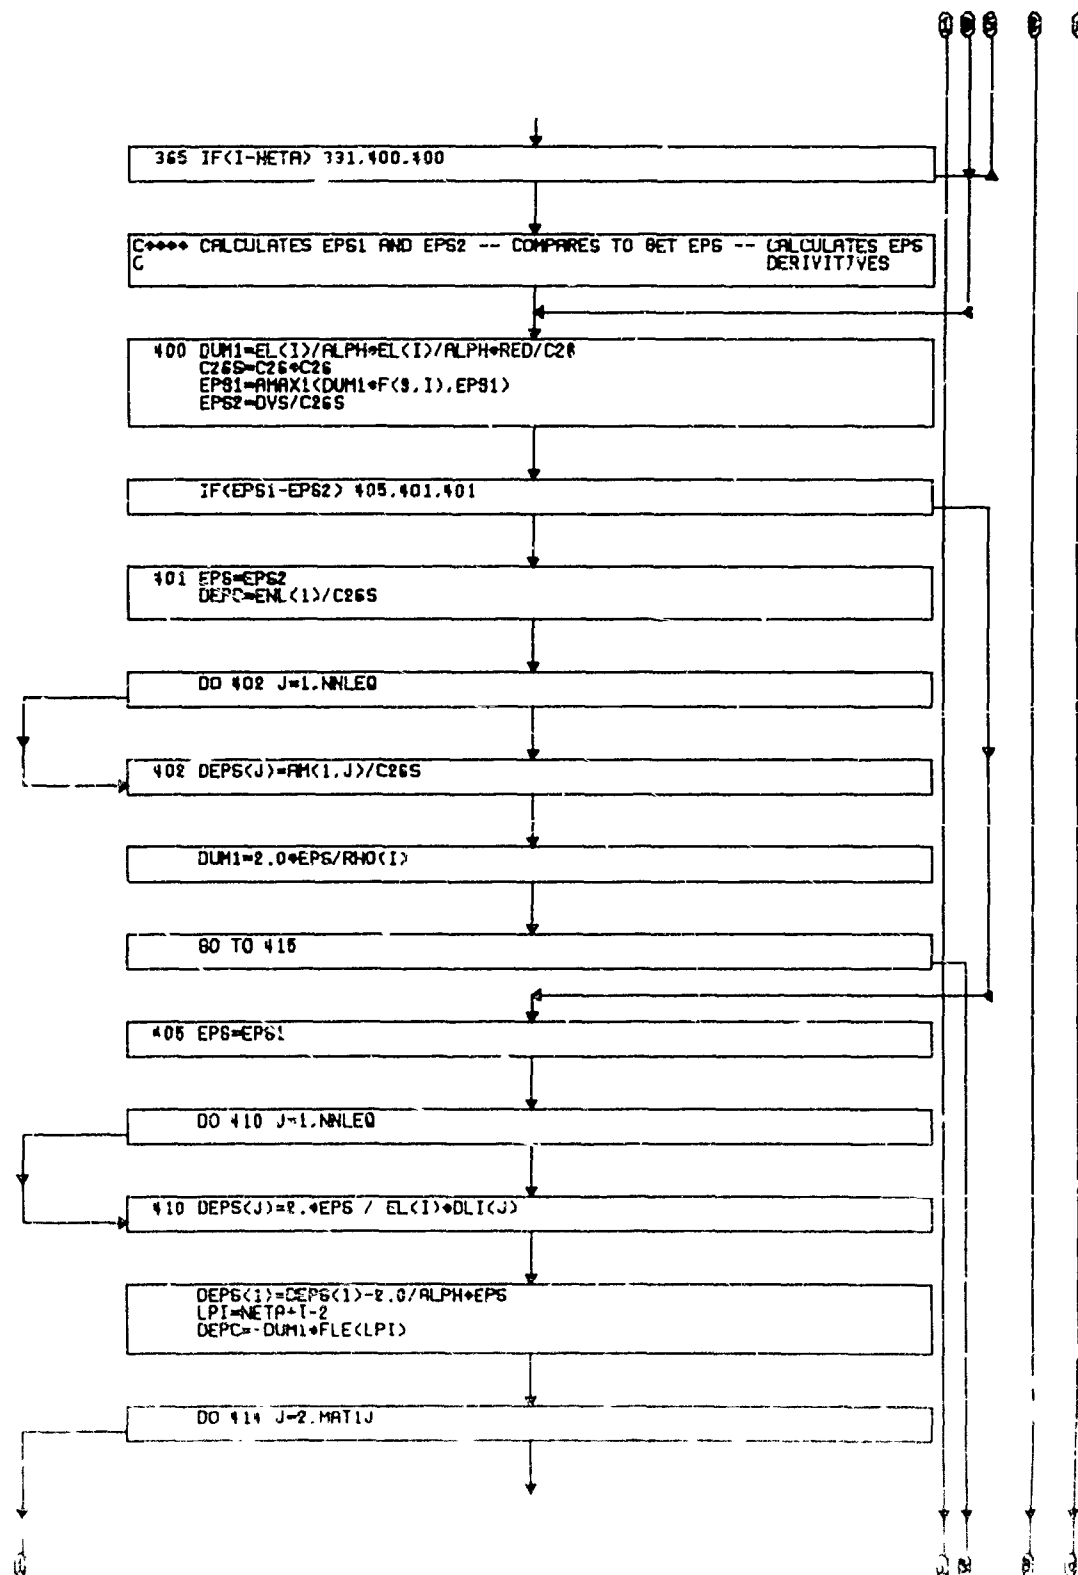 365 IF(I-NETA) 331,400,400
C**** CALCULATES EPS1 AND EPS2 -- COMPARES TO GET EPS -- CALCULATES EPS
C DERIVITIVES
400 DUM1=EL(I)/ALPH*EL(I)/ALPH*RED/C26
C26S=C26*C26
EPS1=AMAX1(DUM1*F(3,I),EPS1)
EPS2=DVS/C26S
IF(EPS1-EPS2) 405,401,401
401 EPS=EPS2
DEPC=ENL(1)/C26S
DO 402 J=1,NNLEQ
402 DEPS(J)=AM(1,J)/C26S
DUM1=2.0*EPS/RHO(I)
GO TO 415
405 EPS=EPS1
DO 410 J=1,NNLEQ
410 DEPS(J)=2.*EPS / EL(I)*DLI(J)
DEPS(1)=DEPS(1)-2.0/ALPH*EPS
LPI=NETA+I-2
DEPC=-DUM1*FLE(LPI)
DO 414 J=2,MAT1J